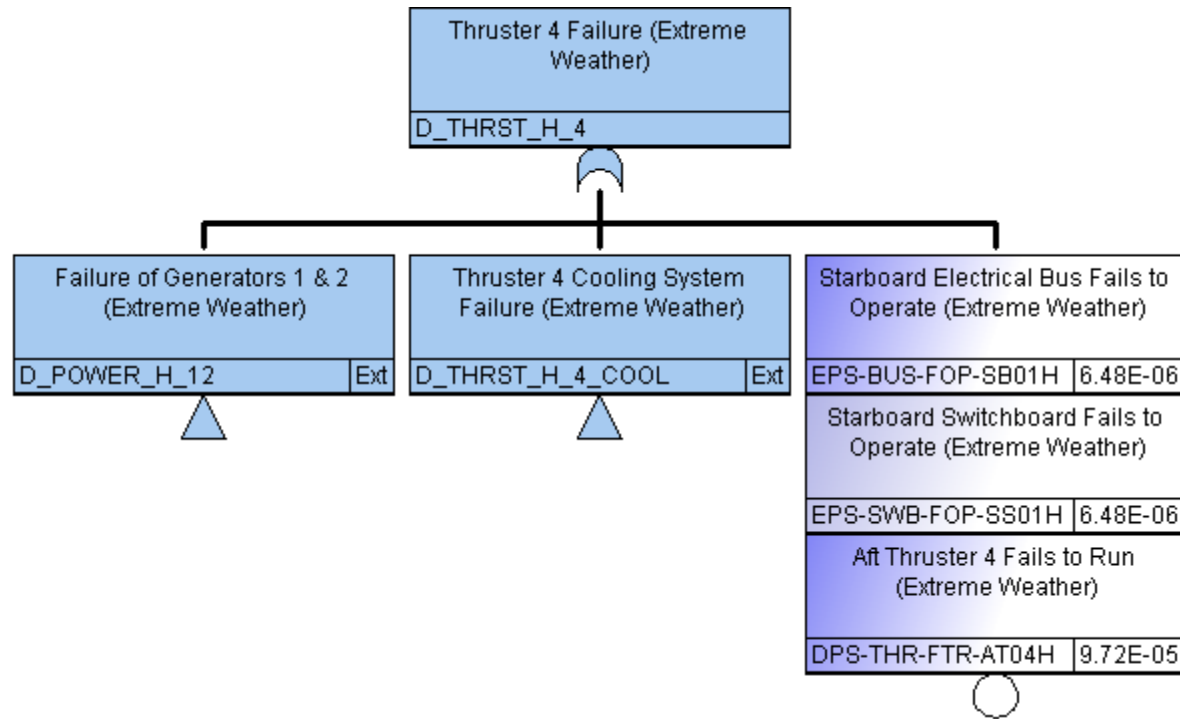 Thruster 4 Failure (Extreme
Weather)
D_THRST_H_4
Failure of Generators 1 & 2
(Extreme Weather)
D_POWER_H_12 Ext
Thruster 4 Cooling System
Failure (Extreme Weather)
D_THRST_H_4_COOL Ext
Starboard Electrical Bus Fails to
Operate (Extreme Weather)
EPS-BUS-FOP-SB01H 6.48E-06
Starboard Switchboard Fails to
Operate (Extreme Weather)
EPS-SWB-FOP-SS01H 6.48E-06
Aft Thruster 4 Fails to Run
(Extreme Weather)
DPS-THR-FTR-AT04H 9.72E-05